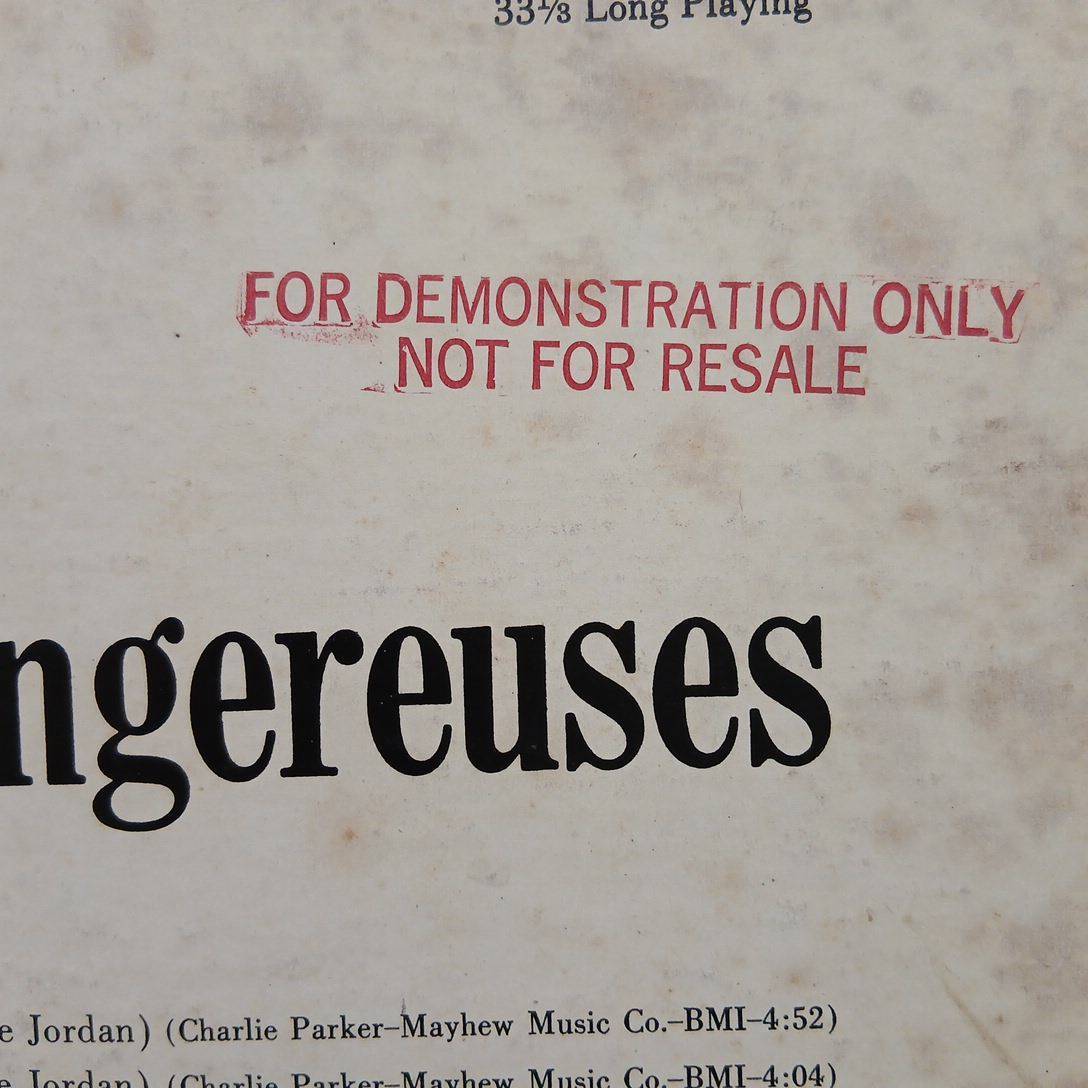 33⅓ Long Playing
FOR DEMONSTRATION ONLY
NOT FOR RESALE
ngereuses
e Jordan) (Charlie Parker–Mayhew Music Co.–BMI–4:52)
e Jordan) (Charlie Parker–Mayhew Music Co.–BMI–4:04)